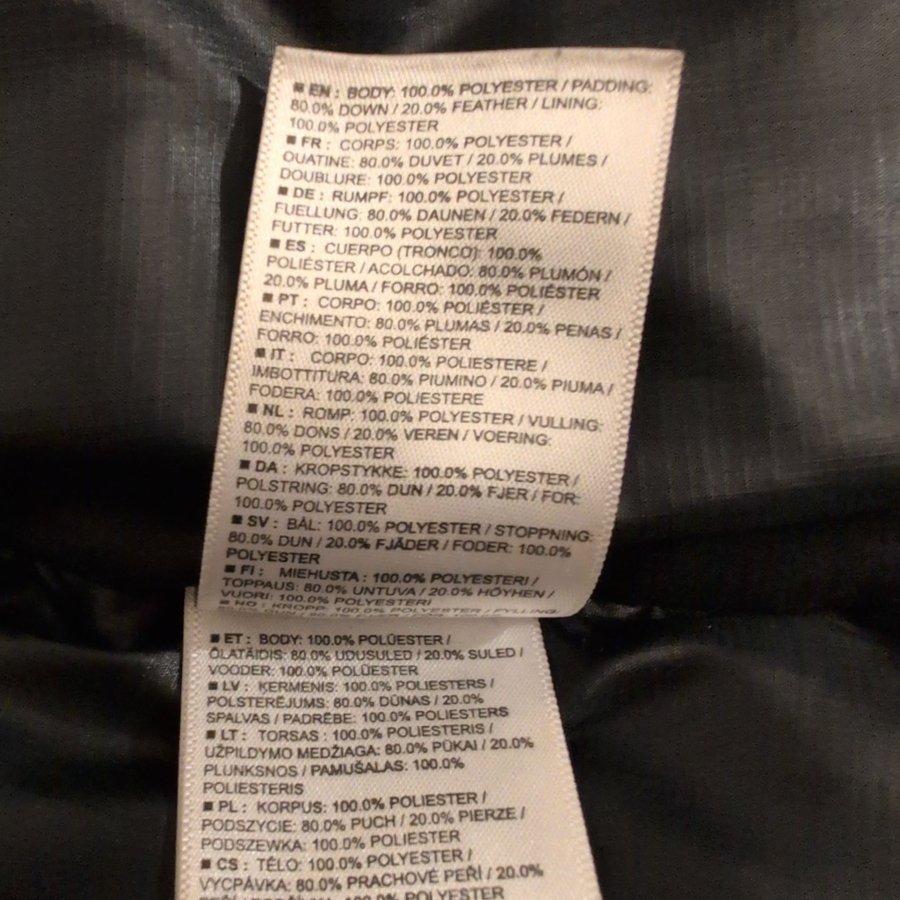 ■ EN : BODY: 100.0% POLYESTER / PADDING:
80.0% DOWN / 20.0% FEATHER / LINING:
100.0% POLYESTER
■ FR : CORPS: 100.0% POLYESTER /
OUATINE: 80.0% DUVET / 20.0% PLUMES /
DOUBLURE: 100.0% POLYESTER
■ DE : RUMPF: 100.0% POLYESTER /
FUELLUNG: 80.0% DAUNEN / 20.0% FEDERN /
FUTTER: 100.0% POLYESTER
■ ES : CUERPO (TRONCO): 100.0%
POLIÉSTER / ACOLCHADO: 80.0% PLUMÓN /
20.0% PLUMA / FORRO: 100.0% POLIÉSTER
■ PT : CORPO: 100.0% POLIÉSTER /
ENCHIMENTO: 80.0% PLUMAS / 20.0% PENAS /
FORRO: 100.0% POLIÉSTER
■ IT : CORPO: 100.0% POLIESTERE /
IMBOTTITURA: 80.0% PIUMINO / 20.0% PIUMA /
FODERA: 100.0% POLIESTERE
■ NL : ROMP: 100.0% POLYESTER / VULLING:
80.0% DONS / 20.0% VEREN / VOERING:
100.0% POLYESTER
■ DA : KROPSTYKKE: 100.0% POLYESTER /
POLSTRING: 80.0% DUN / 20.0% FJER / FOR:
100.0% POLYESTER
■ SV : BÅL: 100.0% POLYESTER / STOPPNING:
80.0% DUN / 20.0% FJÄDER / FODER: 100.0%
POLYESTER
■ FI : MIEHUSTA : 100.0% POLYESTERI /
TOPPAUS: 80.0% UNTUVA / 20.0% HÖYHEN /
VUORI: 100.0% POLYESTERI
■ NO : KROPP: 100.0% POLYESTER / FYLLING:
■ ET : BODY: 100.0% POLÜESTER /
ÕLATÄIDIS: 80.0% UDUSULED / 20.0% SULED /
VOODER: 100.0% POLÜESTER
■ LV : ĶERMENIS: 100.0% POLIESTERS /
POLSTERĒJUMS: 80.0% DŪNAS / 20.0%
SPALVAS / PADRĒBE: 100.0% POLIESTERS
■ LT : TORSAS : 100.0% POLIESTERIS /
UŽPILDYMO MEDŽIAGA: 80.0% PŪKAI / 20.0%
PLUNKSNOS / PAMUŠALAS: 100.0%
POLIESTERIS
■ PL : KORPUS: 100.0% POLIESTER /
PODSZYCIE: 80.0% PUCH / 20.0% PIERZE /
PODSZEWKA: 100.0% POLIESTER
■ CS : TĚLO: 100.0% POLYESTER /
VYCPÁVKA: 80.0% PRACHOVÉ PEŘÍ / 20.0%
100.0% POLYESTER